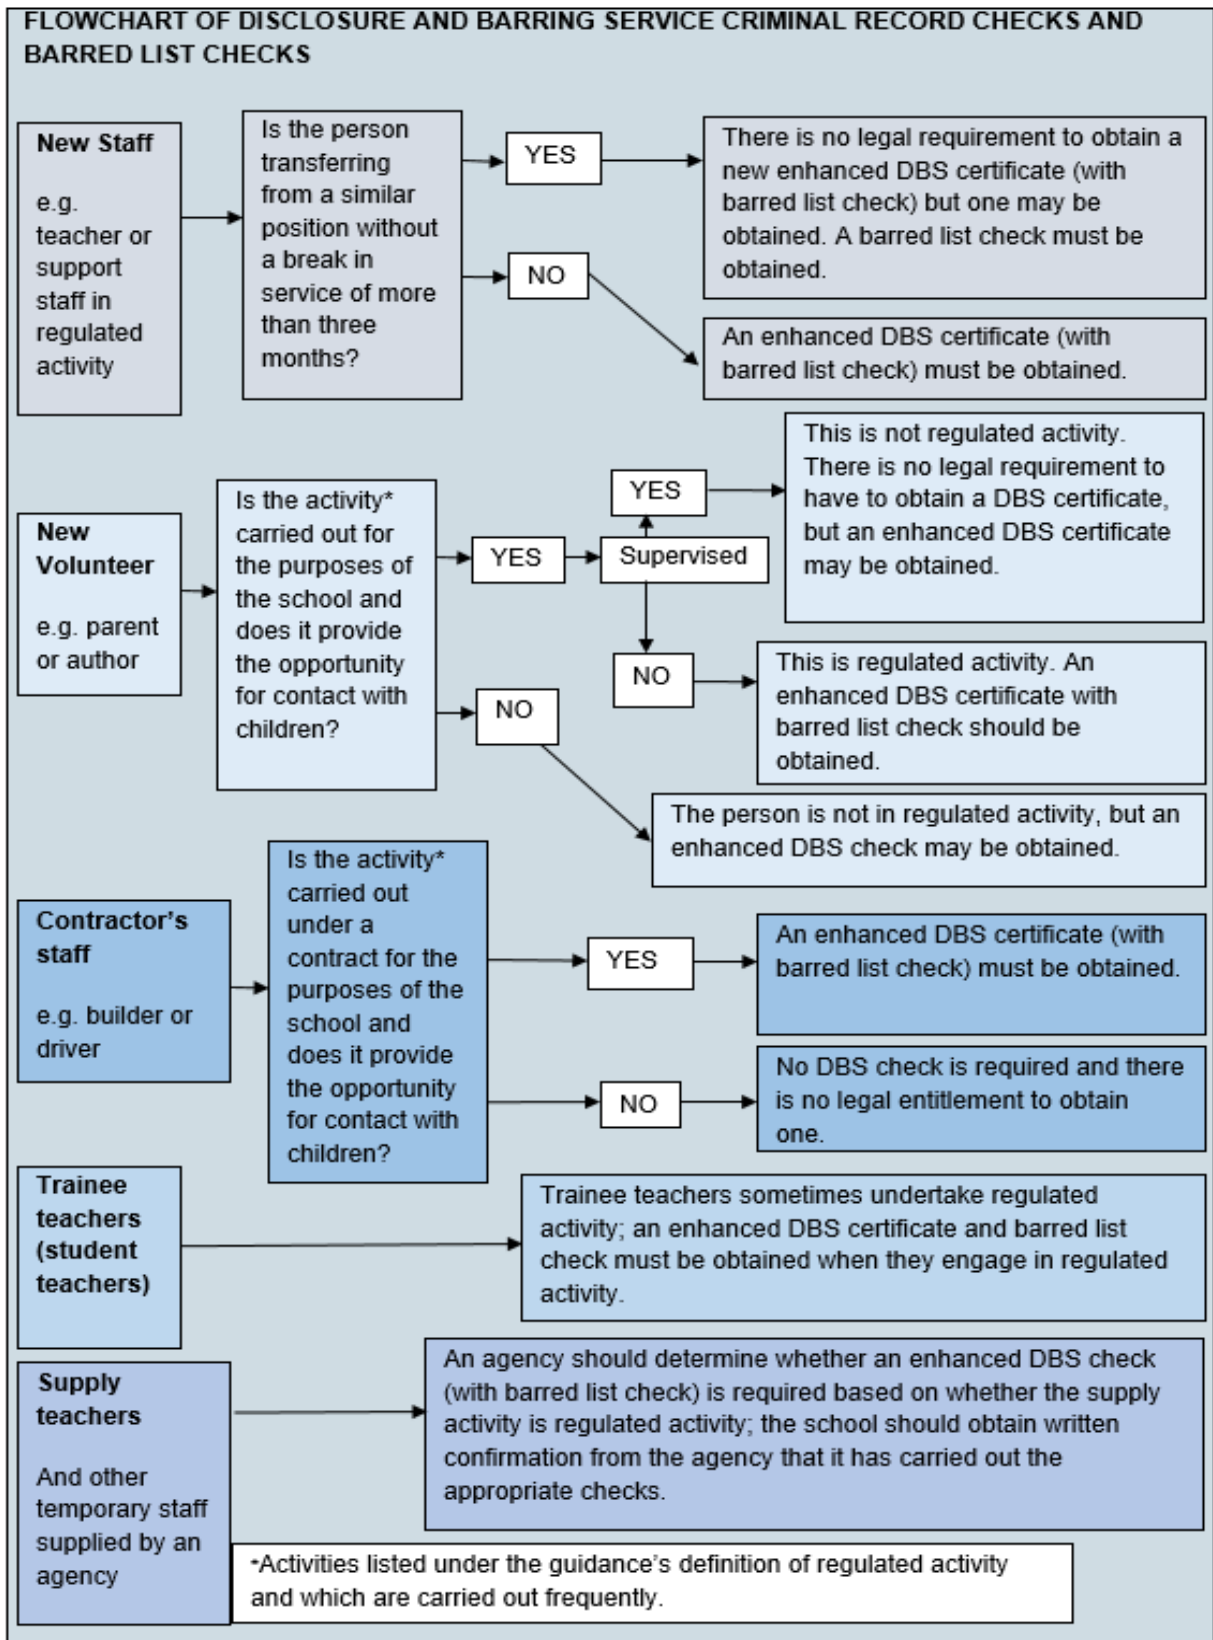 FLOWCHART OF DISCLOSURE AND BARRING SERVICE CRIMINAL RECORD CHECKS AND
BARRED LIST CHECKS
New Staff
e.g.
teacher or
support
staff in
regulated
activity
Is the person
transferring
from a similar
position without
a break in
service of more
than three
months?
YES
There is no legal requirement to obtain a
new enhanced DBS certificate (with
barred list check) but one may be
obtained. A barred list check must be
obtained.
NO
An enhanced DBS certificate (with
barred list check) must be obtained.
New
Volunteer
e.g. parent
or author
Is the activity*
carried out for
the purposes of
the school and
does it provide
the opportunity
for contact with
children?
YES
Supervised
YES
This is not regulated activity.
There is no legal requirement to
have to obtain a DBS certificate,
but an enhanced DBS certificate
may be obtained.
NO
This is regulated activity. An
enhanced DBS certificate with
barred list check should be
obtained.
NO
The person is not in regulated activity, but an
enhanced DBS check may be obtained.
Contractor's
staff
e.g. builder or
driver
Is the activity*
carried out
under a
contract for the
purposes of the
school and
does it provide
the opportunity
for contact with
children?
YES
An enhanced DBS certificate (with
barred list check) must be obtained.
NO
No DBS check is required and there
is no legal entitlement to obtain
one.
Trainee
teachers
(student
teachers)
Trainee teachers sometimes undertake regulated
activity; an enhanced DBS certificate and barred list
check must be obtained when they engage in regulated
activity.
Supply
teachers
And other
temporary staff
supplied by an
agency
An agency should determine whether an enhanced DBS check
(with barred list check) is required based on whether the supply
activity is regulated activity; the school should obtain written
confirmation from the agency that it has carried out the
appropriate checks.
*Activities listed under the guidance's definition of regulated activity
and which are carried out frequently.